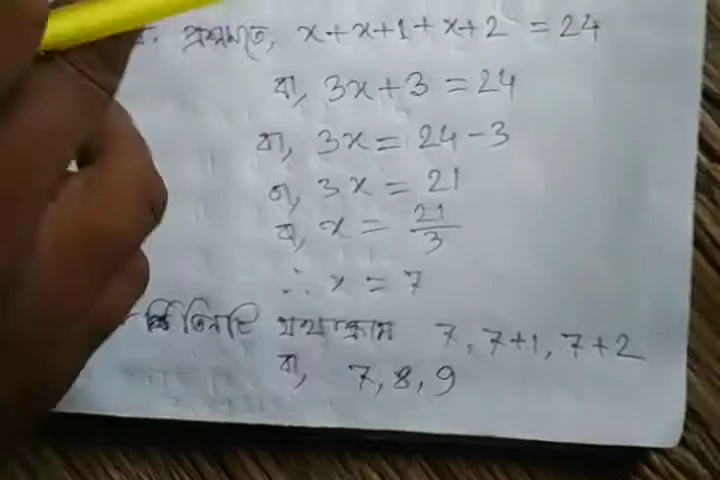 প্রশ্নমতে, x+x+1+x+2 = 24
বা, 3x+3 = 24
বা, 3x = 24-3
বা, 3x = 21
বা, x = 21/3
∴ x = 7
তিনটি যথাক্রমে 7, 7+1, 7+2
বা, 7, 8, 9